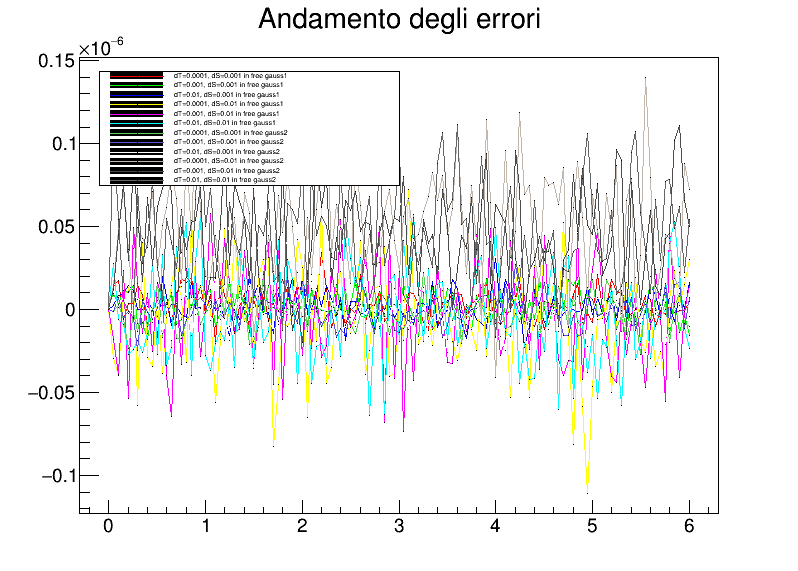 Andamento degli errori
×10⁻⁶
0.15
0.1
0.05
0
−0.05
−0.1
dT=0.0001, dS=0.001 in free gauss1
dT=0.001, dS=0.001 in free gauss1
dT=0.01, dS=0.001 in free gauss1
dT=0.0001, dS=0.01 in free gauss1
dT=0.001, dS=0.01 in free gauss1
dT=0.01, dS=0.01 in free gauss1
dT=0.0001, dS=0.001 in free gauss2
dT=0.001, dS=0.001 in free gauss2
dT=0.01, dS=0.001 in free gauss2
dT=0.0001, dS=0.01 in free gauss2
dT=0.001, dS=0.01 in free gauss2
dT=0.01, dS=0.01 in free gauss2
0 1 2 3 4 5 6